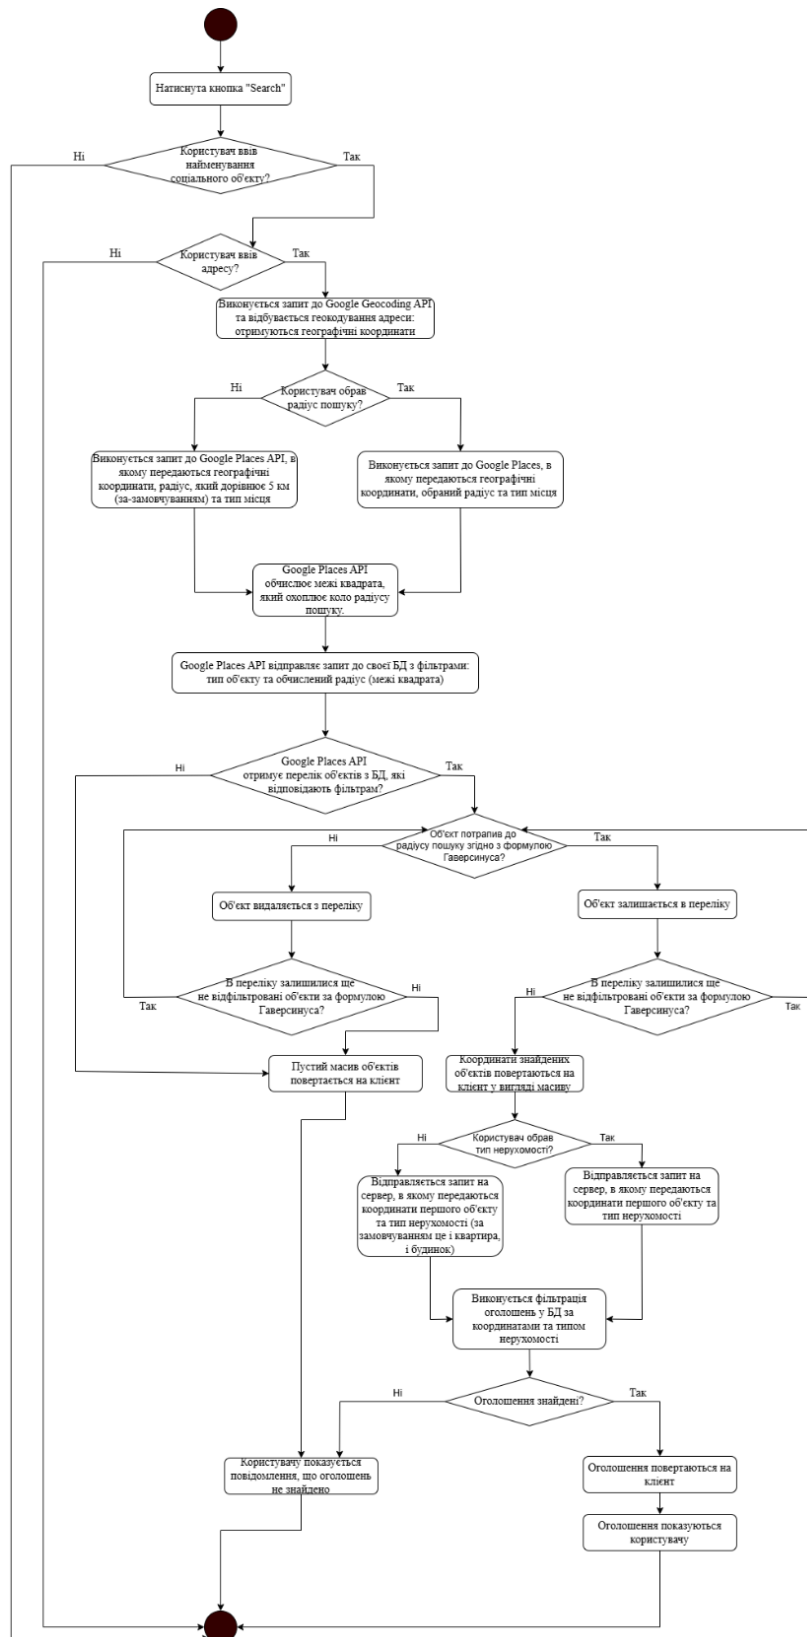 Натиснута кнопка "Search"
Ні
Користувач ввів
найменування
соціального об'єкту?
Так
Ні
Користувач ввів
адресу?
Так
Виконується запит до Google Geocoding API
та відбувається геокодування адреси:
отримуються географічні координати
Ні
Користувач обрав
радіус пошуку?
Так
Виконується запит до Google Places API, в
якому передаються географічні
координати, радіус, який дорівнює 5 км
(за-замовчуванням) та тип місця
Виконується запит до Google Places, в
якому передаються географічні
координати, обраний радіус та тип місця
Google Places API
обчислює межі квадрата,
який охоплює коло радіусу
пошуку.
Google Places API відправляє запит до своєї БД з фільтрами:
тип об'єкту та обчислений радіус (межі квадрата)
Ні
Google Places API
отримує перелік об'єктів з БД, які
відповідають фільтрам?
Так
Ні
Об'єкт потрапив до
радіусу пошуку згідно з формулою
Гаверсинуса?
Так
Об'єкт видаляється з переліку
Об'єкт залишається в переліку
В переліку залишилися ще
не відфільтровані об'єкти за формулою
Гаверсинуса?
Ні
Так
Ні
В переліку залишилися ще
не відфільтровані об'єкти за формулою
Гаверсинуса?
Так
Пустий масив об'єктів
повертається на клієнт
Координати знайдених
об'єктів повертаються на
клієнт у вигляді масиву
Ні
Користувач обрав
тип нерухомості?
Так
Відправляється запит на
сервер, в якому передаються
координати першого об'єкту
та тип нерухомості (за
замовчуванням це і квартира,
і будинок)
Відправляється запит на
сервер, в якому передаються
координати першого об'єкту та
тип нерухомості
Виконується фільтрація
оголошень у БД за
координатами та типом
нерухомості
Ні
Оголошення знайдені?
Так
Користувачу показується
повідомлення, що оголошень
не знайдено
Оголошення повертаються на
клієнт
Оголошення показуються
користувачу